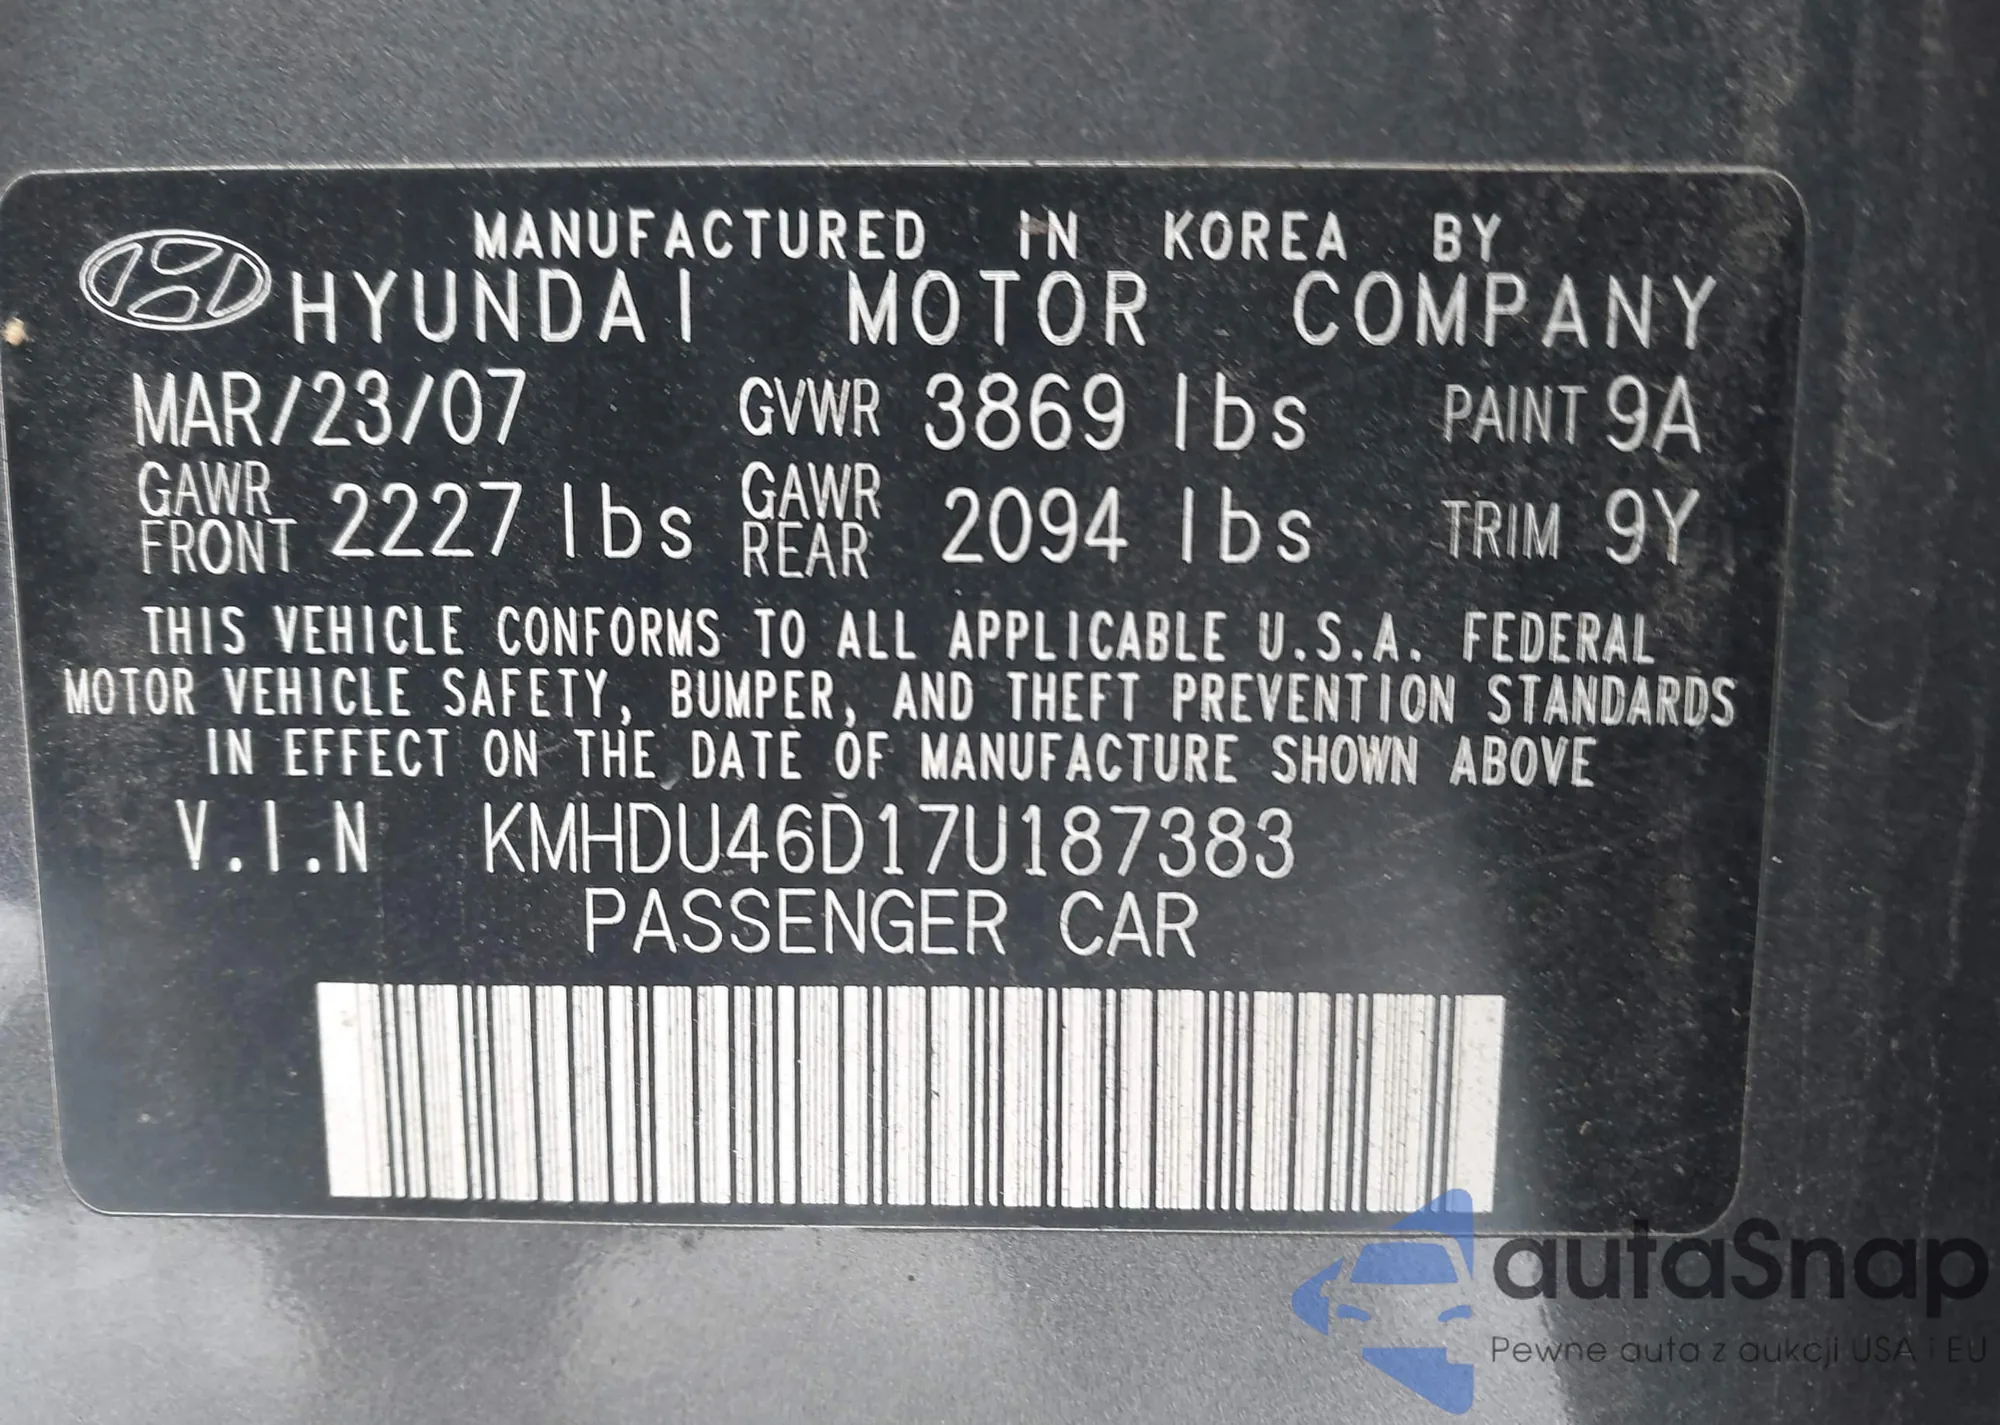 MANUFACTURED IN KOREA BY
HYUNDAI MOTOR COMPANY
MAR/23/07 GVWR 3869 lbs PAINT 9A
GAWR FRONT 2227 lbs GAWR REAR 2094 lbs TRIM 9Y
THIS VEHICLE CONFORMS TO ALL APPLICABLE U.S.A. FEDERAL
MOTOR VEHICLE SAFETY, BUMPER, AND THEFT PREVENTION STANDARDS
IN EFFECT ON THE DATE OF MANUFACTURE SHOWN ABOVE
V.I.N KMHDU46D17U187383
PASSENGER CAR
autaSnap
Pewne auta z aukcji USA i EU